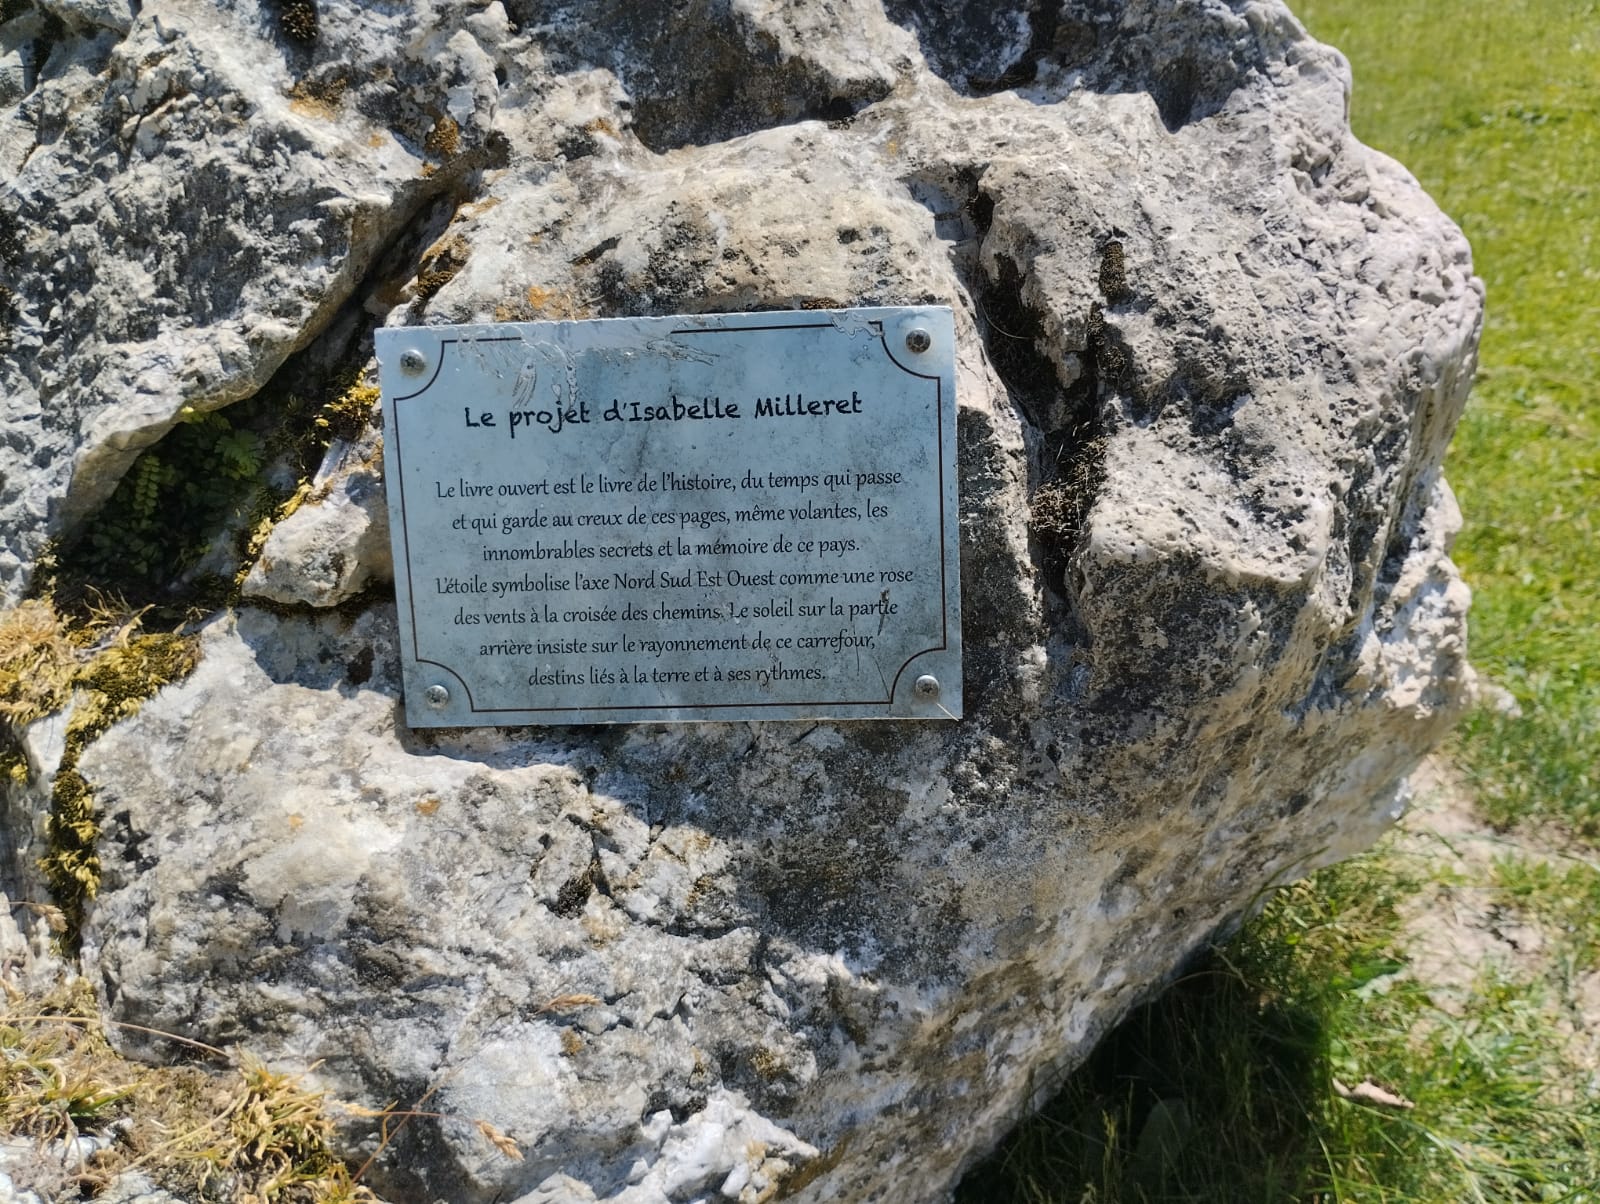 Le projet d'Isabelle Milleret
Le livre ouvert est le livre de l'histoire, du temps qui passe
et qui garde au creux de ces pages, même volantes, les
innombrables secrets et la mémoire de ce pays.
L'étoile symbolise l'axe Nord Sud Est Ouest comme une rose
des vents à la croisée des chemins. Le soleil sur la partie
arrière insiste sur le rayonnement de ce carrefour,
destins liés à la terre et à ses rythmes.